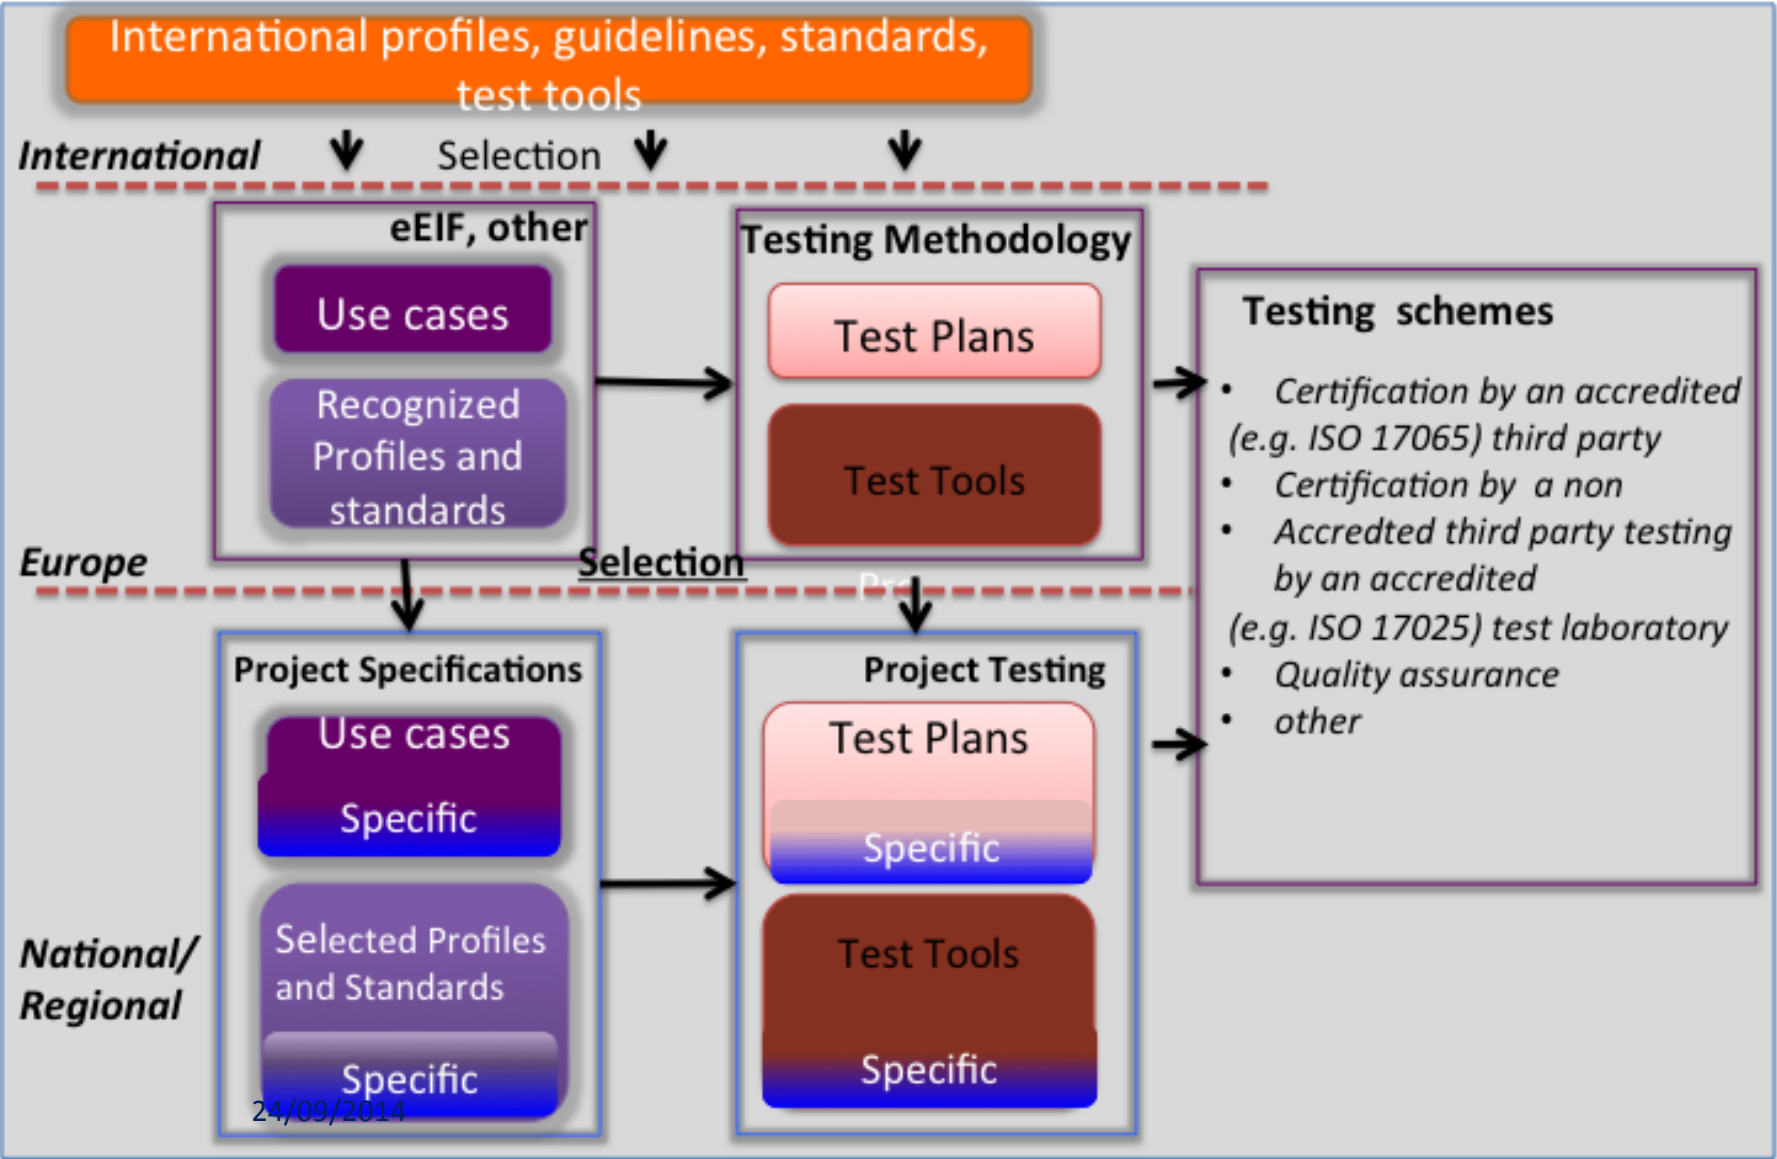 International profiles, guidelines, standards,
test tools
International
Selection
eEIF, other
Use cases
Recognized
Profiles and
standards
Testing Methodology
Test Plans
Test Tools
Testing schemes
• Certification by an accredited
(e.g. ISO 17065) third party
• Certification by a non
• Accredted third party testing
by an accredited
(e.g. ISO 17025) test laboratory
• Quality assurance
• other
Europe
Selection
Project Specifications
Use cases
Specific
Selected Profiles
and Standards
Specific
24/09/2014
Project Testing
Test Plans
Specific
Test Tools
Specific
National/
Regional